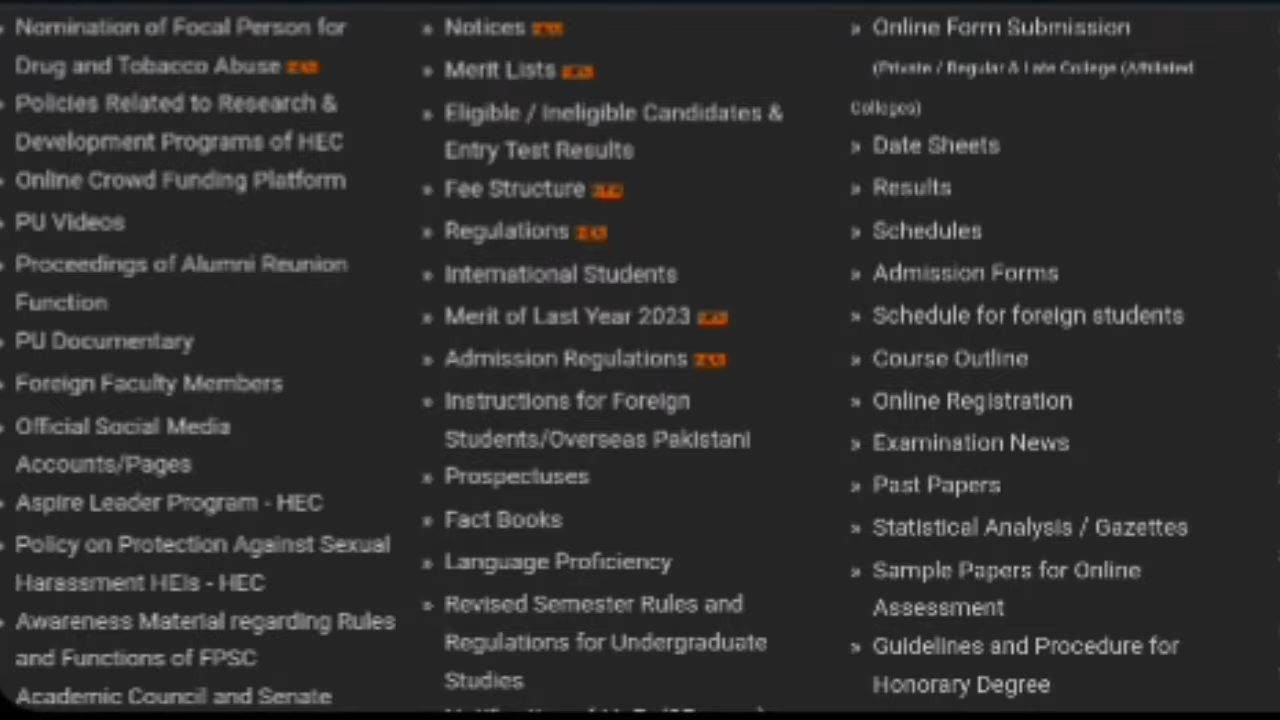 » Nomination of Focal Person for
Drug and Tobacco Abuse
» Policies Related to Research &
Development Programs of HEC
» Online Crowd Funding Platform
» PU Videos
» Proceedings of Alumni Reunion
Function
» PU Documentary
» Foreign Faculty Members
» Official Social Media
Accounts/Pages
» Aspire Leader Program - HEC
» Policy on Protection Against Sexual
Harassment HEIs - HEC
» Awareness Material regarding Rules
and Functions of FPSC
Academic Council and Senate
» Notices
» Merit Lists
» Eligible / Ineligible Candidates &
Entry Test Results
» Fee Structure
» Regulations
» International Students
» Merit of Last Year 2023
» Admission Regulations
» Instructions for Foreign
Students/Overseas Pakistani
» Prospectuses
» Fact Books
» Language Proficiency
» Revised Semester Rules and
Regulations for Undergraduate
Studies
» Online Form Submission
(Private / Regular & Late College (Affiliated
Colleges)
» Date Sheets
» Results
» Schedules
» Admission Forms
» Schedule for foreign students
» Course Outline
» Online Registration
» Examination News
» Past Papers
» Statistical Analysis / Gazettes
» Sample Papers for Online
Assessment
» Guidelines and Procedure for
Honorary Degree